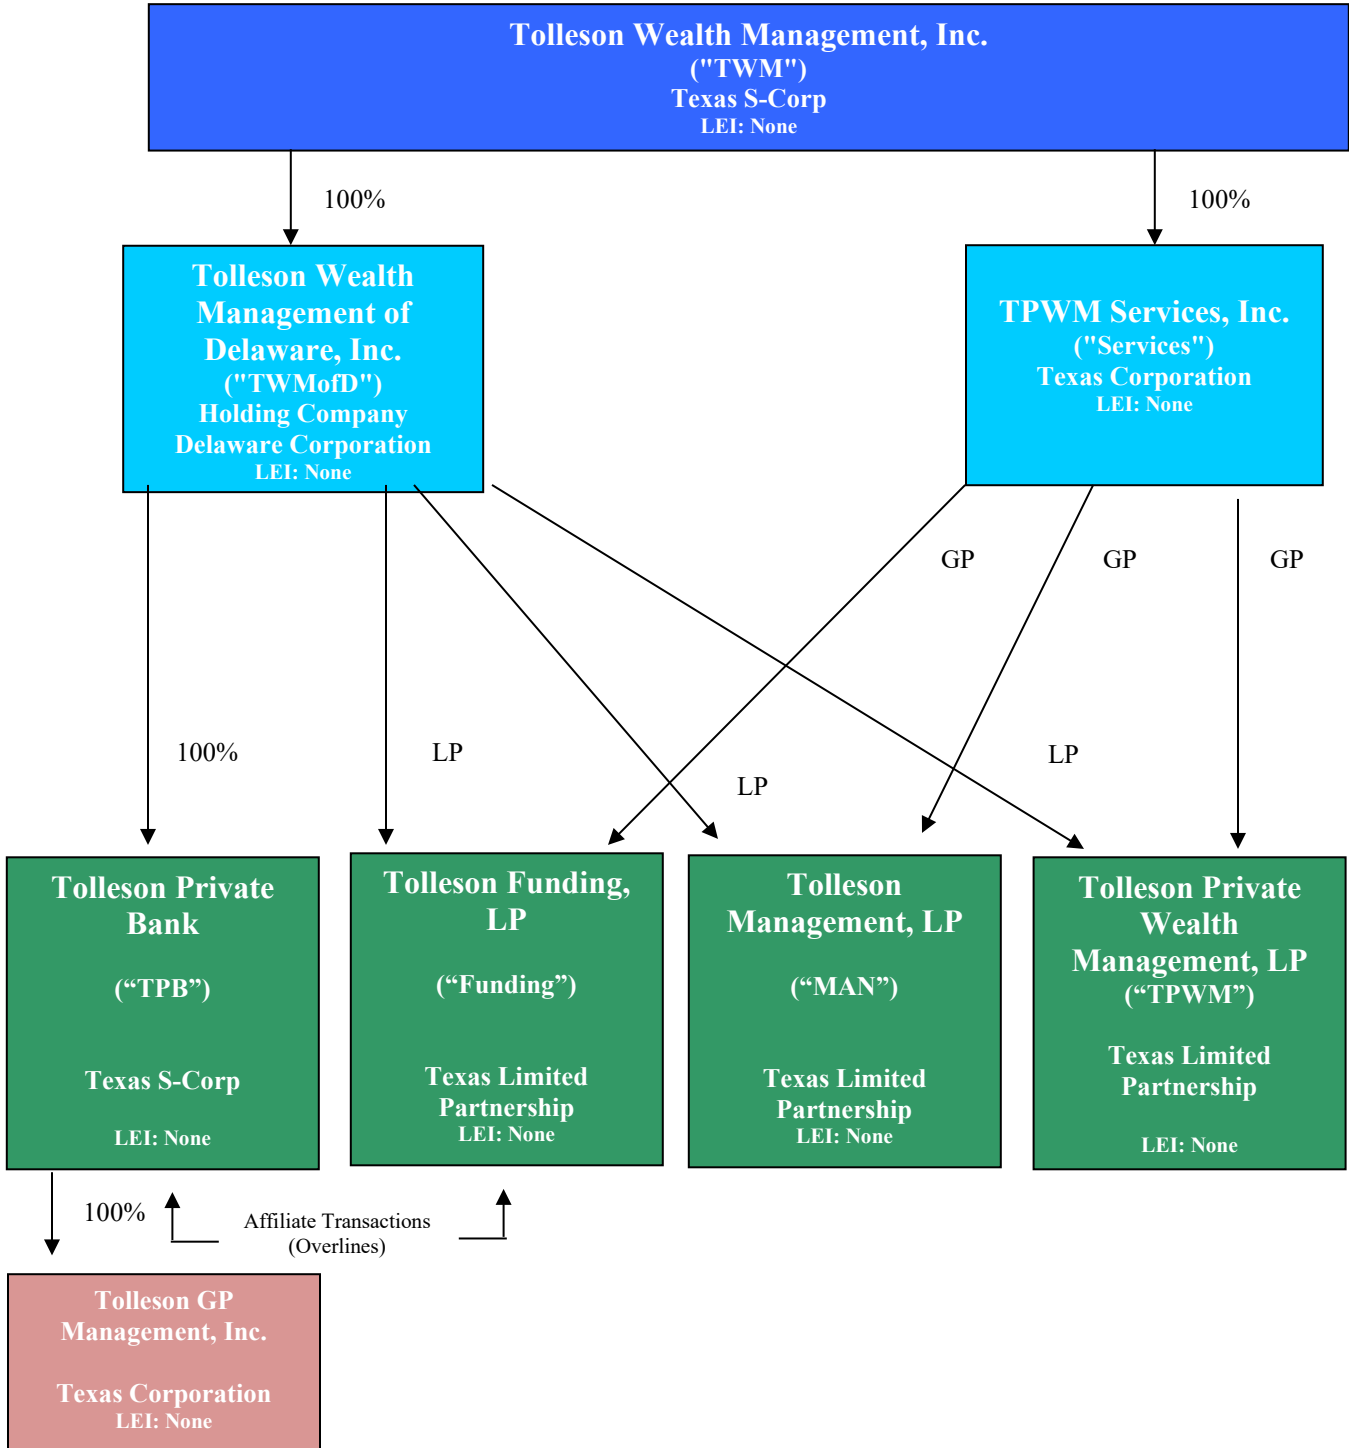 Tolleson Wealth Management, Inc.
("TWM")
Texas S-Corp
LEI: None
100%
100%
Tolleson Wealth
Management of
Delaware, Inc.
("TWMofD")
Holding Company
Delaware Corporation
LEI: None
TPWM Services, Inc.
("Services")
Texas Corporation
LEI: None
GP
GP
GP
100%
LP
LP
LP
Tolleson Private
Bank
(“TPB”)
Texas S-Corp
LEI: None
Tolleson Funding,
LP
(“Funding”)
Texas Limited
Partnership
LEI: None
Tolleson
Management, LP
(“MAN”)
Texas Limited
Partnership
LEI: None
Tolleson Private
Wealth
Management, LP
(“TPWM”)
Texas Limited
Partnership
LEI: None
100%
Affiliate Transactions
(Overlines)
Tolleson GP
Management, Inc.
Texas Corporation
LEI: None